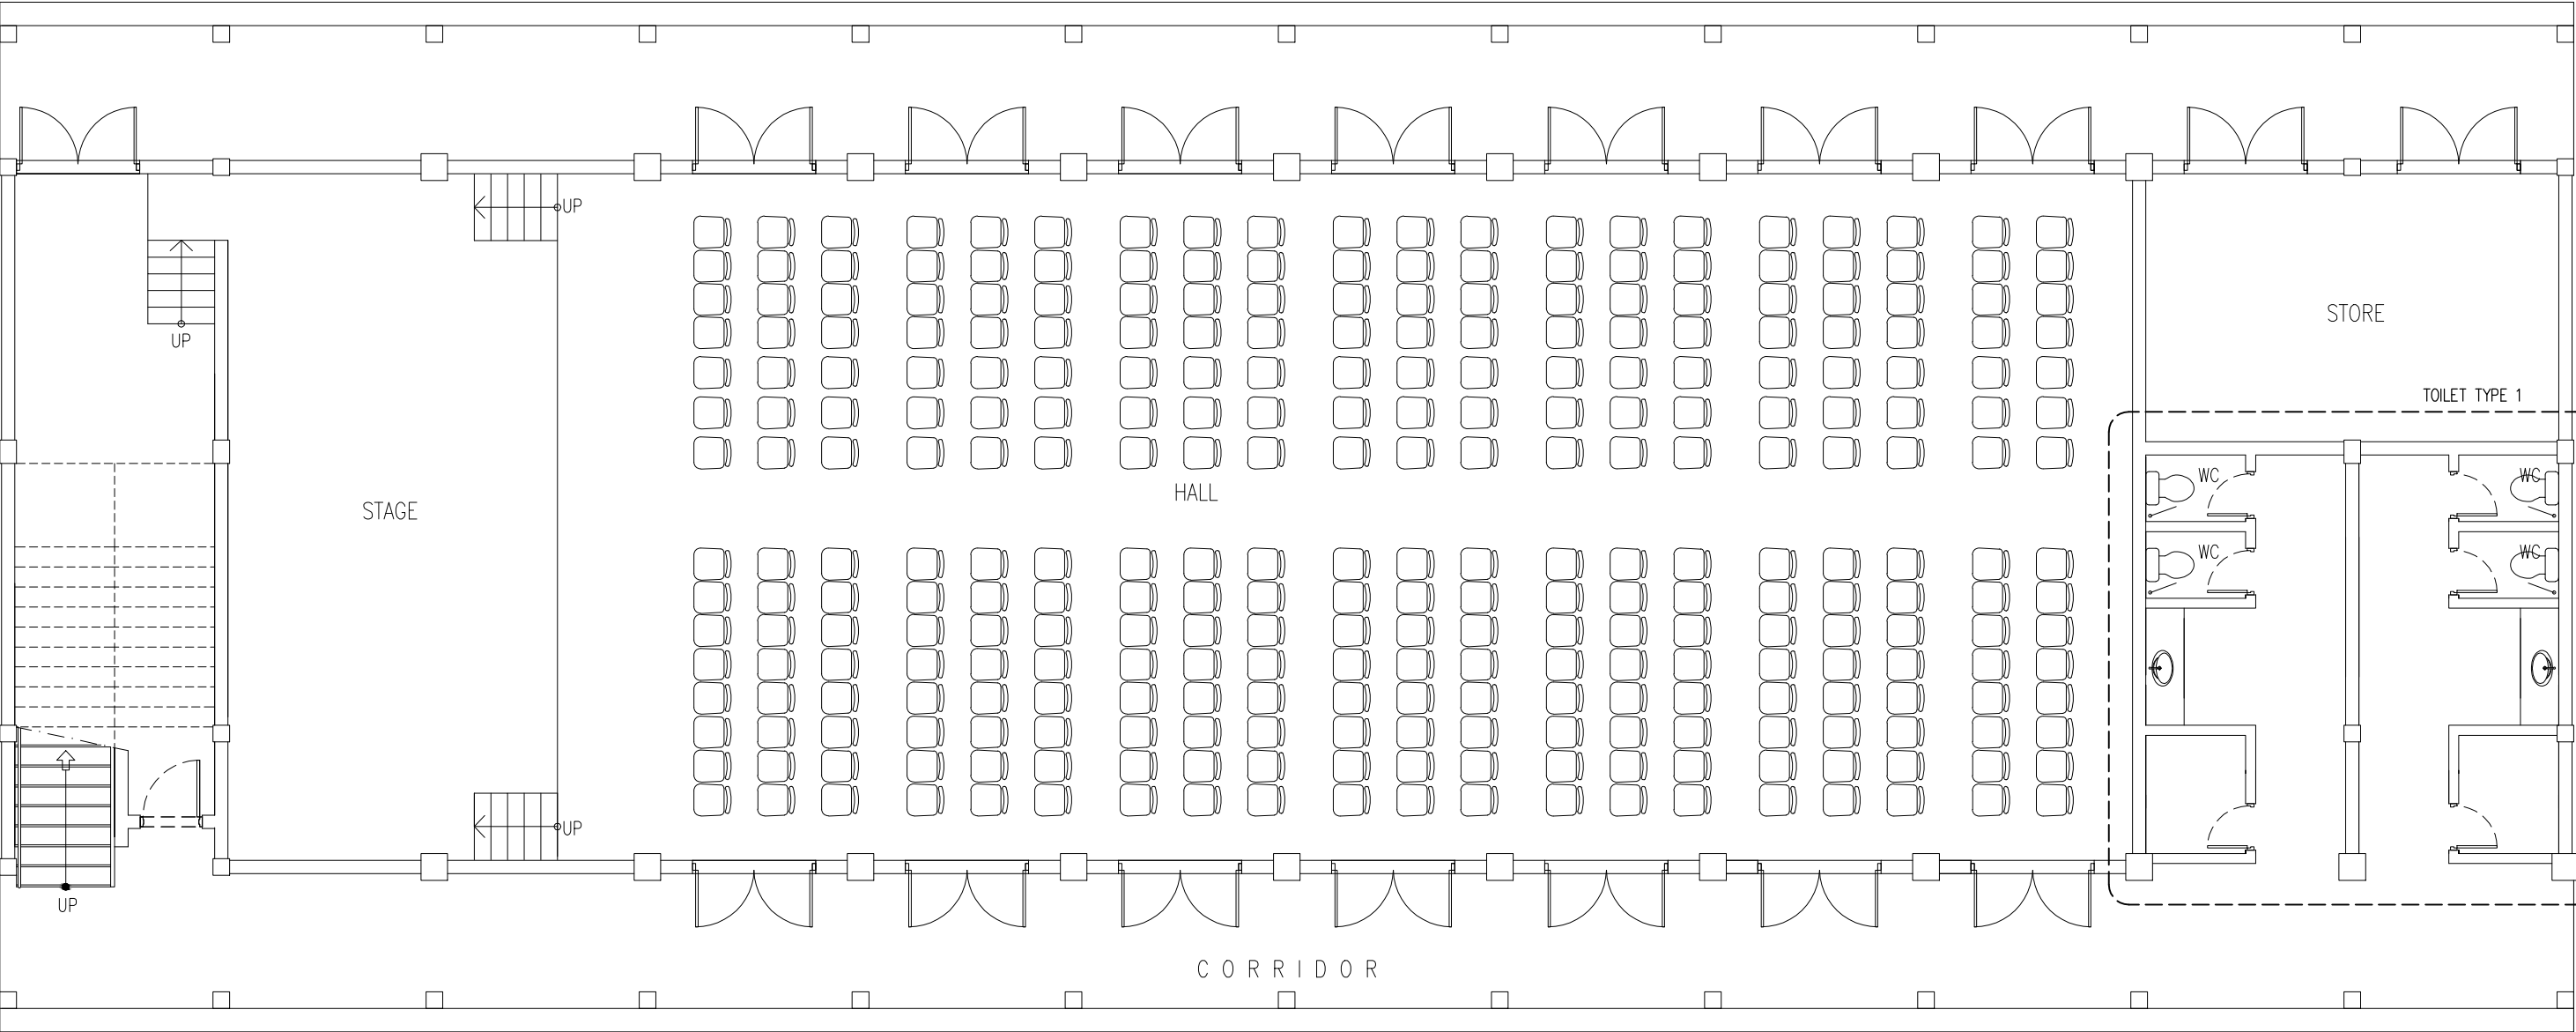 UP
STORE
UP
TOILET TYPE 1
WC
WC
HALL
STAGE
WC
WC
UP
UP
CORRIDOR